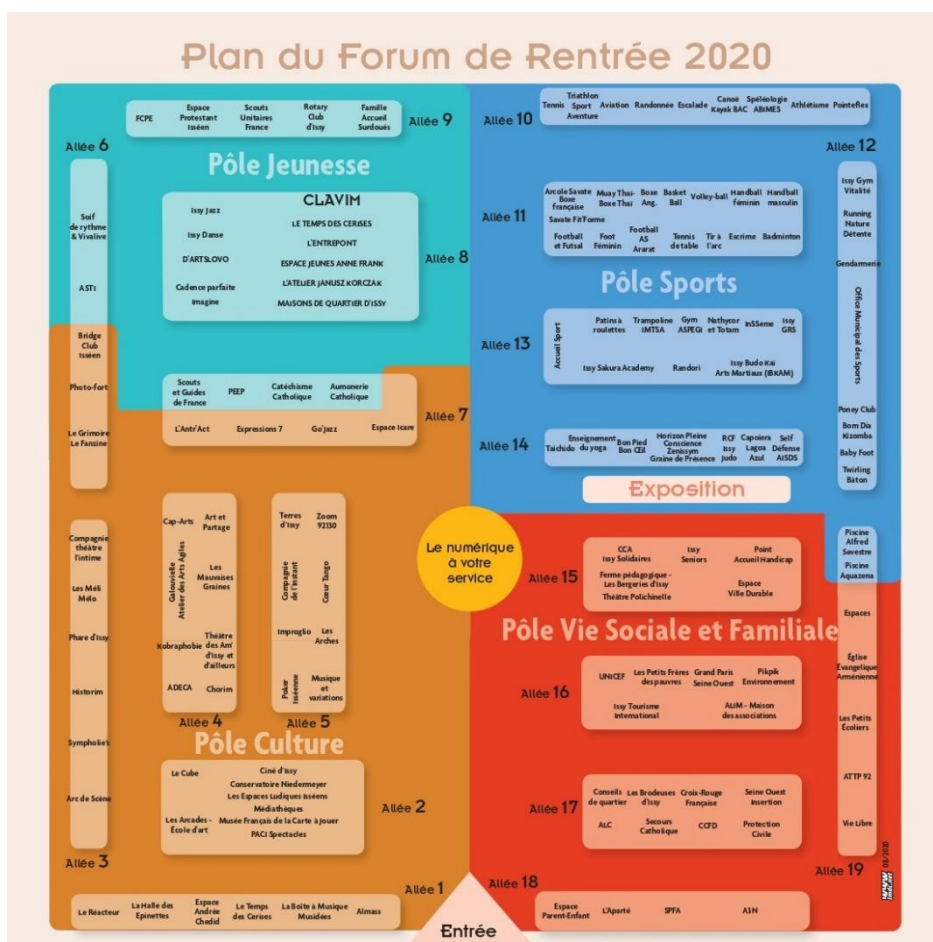 Plan du Forum de Rentrée 2020
FCPE
Espace
Protestant
Isséen
Scouts
Unitaires
France
Rotary
Club
d'Issy
Famille
Accueil
Surdoués
Allée 9
Allée 6
Pôle Jeunesse
Soif
de rythme
& Vivalive
ASTI
Bridge
Club
Isséen
Photo-fort
Le Grimoire
Le Fanzine
Issy Jazz
Issy Danse
D'ARTSLOVO
Cadence parfaite
Imagine
CLAVIM
LE TEMPS DES CERISES
L'ENTREPONT
ESPACE JEUNES ANNE FRANK
L'ATELIER JANUSZ KORCZAK
MAISONS DE QUARTIER D'ISSY
Allée 8
Scouts
et Guides
de France
PEEP
Catéchisme
Catholique
Aumonerie
Catholique
L'Antr'Act
Expressions 7
Go'Jazz
Espace Icare
Allée 7
Allée 10
Tennis
Triathlon
Sport
Aventure
Aviation
Randonnée
Escalade
Canoë
Kayak BAC
Spéléologie
ABIMES
Athlétisme
Pointeflex
Allée 12
Allée 11
Arcole Savate
Boxe
française
Savate Fit'Forme
Muay Thaï-
Boxe Thaï
Boxe
Ang.
Basket
Ball
Volley-ball
Handball
féminin
Handball
masculin
Football
et Futsal
Foot
Féminin
Football
AS
Ararat
Tennis
de table
Tir à
l'arc
Escrime
Badminton
Pôle Sports
Issy Gym
Vitalité
Running
Nature
Détente
Gendarmerie
Office Municipal des Sports
Poney Club
Bom Dia
Kizomba
Baby Foot
Twirling
Bâton
Allée 13
Accueil Sport
Patins à
roulettes
Trampoline
IMTSA
Gym
ASPEGI
Nathycor
et Totam
InSSeme
Issy
GRS
Issy Sakura Academy
Randori
Issy Budo Kai
Arts Martiaux (IBKAM)
Allée 14
Taichido
Enseignement
du yoga
Bon Pied
Bon Œil
Horizon Pleine
Conscience
Zenissym
Graine de Présence
RCF
Issy
Judo
Capoiera
Lagoa
Azul
Self
Défense
AISDS
Exposition
Le numérique
à votre
service
Compagnie
théâtre
l'intime
Les Méli
Mélo
Phare d'Issy
Historim
Sympholie's
Arc de Scène
Allée 3
Cap-Arts
Art et
Partage
Galouvielle
Atelier des Arts Agiles
Les
Mauvaises
Graines
Kobraphobie
Théâtre
des Am'
d'Issy et
d'ailleurs
ADECA
Chorim
Allée 4
Terres
d'Issy
Zoom
92130
Compagnie
de l'Instant
Cœur Tango
Improglio
Les
Arches
Poker
Isséenne
Musique
et
variations
Allée 5
Pôle Culture
Le Cube
Ciné d'Issy
Conservatoire Niedermeyer
Les Espaces Ludiques Isséens
Médiathèques
Les Arcades -
École d'art
Musée Français de la Carte à Jouer
PACI Spectacles
Allée 2
Allée 1
Le Réacteur
La Halle des
Epinettes
Espace
Andrée
Chedid
Le Temps
des Cerises
La Boite à Musique
Musidées
Almass
Entrée
Allée 15
CCA
Issy Solidaires
Issy
Seniors
Point
Accueil Handicap
Ferme pédagogique -
Les Bergeries d'Issy
Théâtre Polichinelle
Espace
Ville Durable
Pôle Vie Sociale et Familiale
Allée 16
UNICEF
Les Petits Frères
des pauvres
Grand Paris
Seine Ouest
Pikpik
Environnement
Issy Tourisme
International
ALIM - Maison
des associations
Allée 17
Conseils
de quartier
Les Brodeuses
d'Issy
Croix-Rouge
Française
Seine Ouest
Insertion
ALC
Secours
Catholique
CCFD
Protection
Civile
Allée 18
Espace
Parent-Enfant
L'Aparté
SPFA
ASN
Piscine
Alfred
Sevestre
Piscine
Aquazena
Espaces
Église
Évangelique
Arménienne
Les Petits
Écoliers
ATTP 92
Vie Libre
Allée 19
08/2020